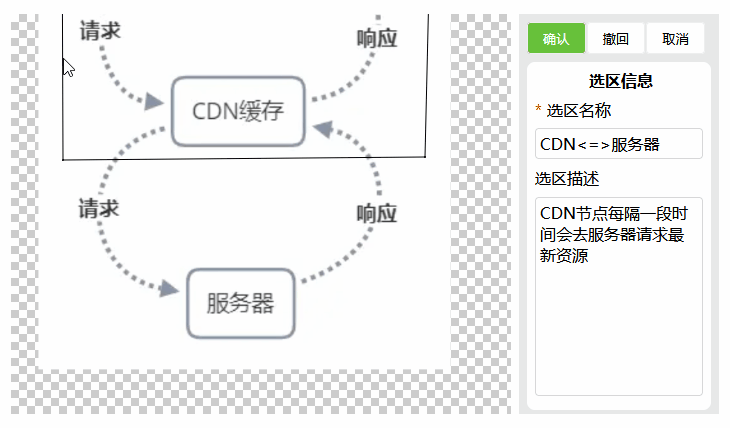 请求
响应
CDN缓存
请求
响应
服务器
确认 撤回 取消
选区信息
* 选区名称
CDN<=>服务器
选区描述
CDN节点每隔一段时
间会去服务器请求最
新资源